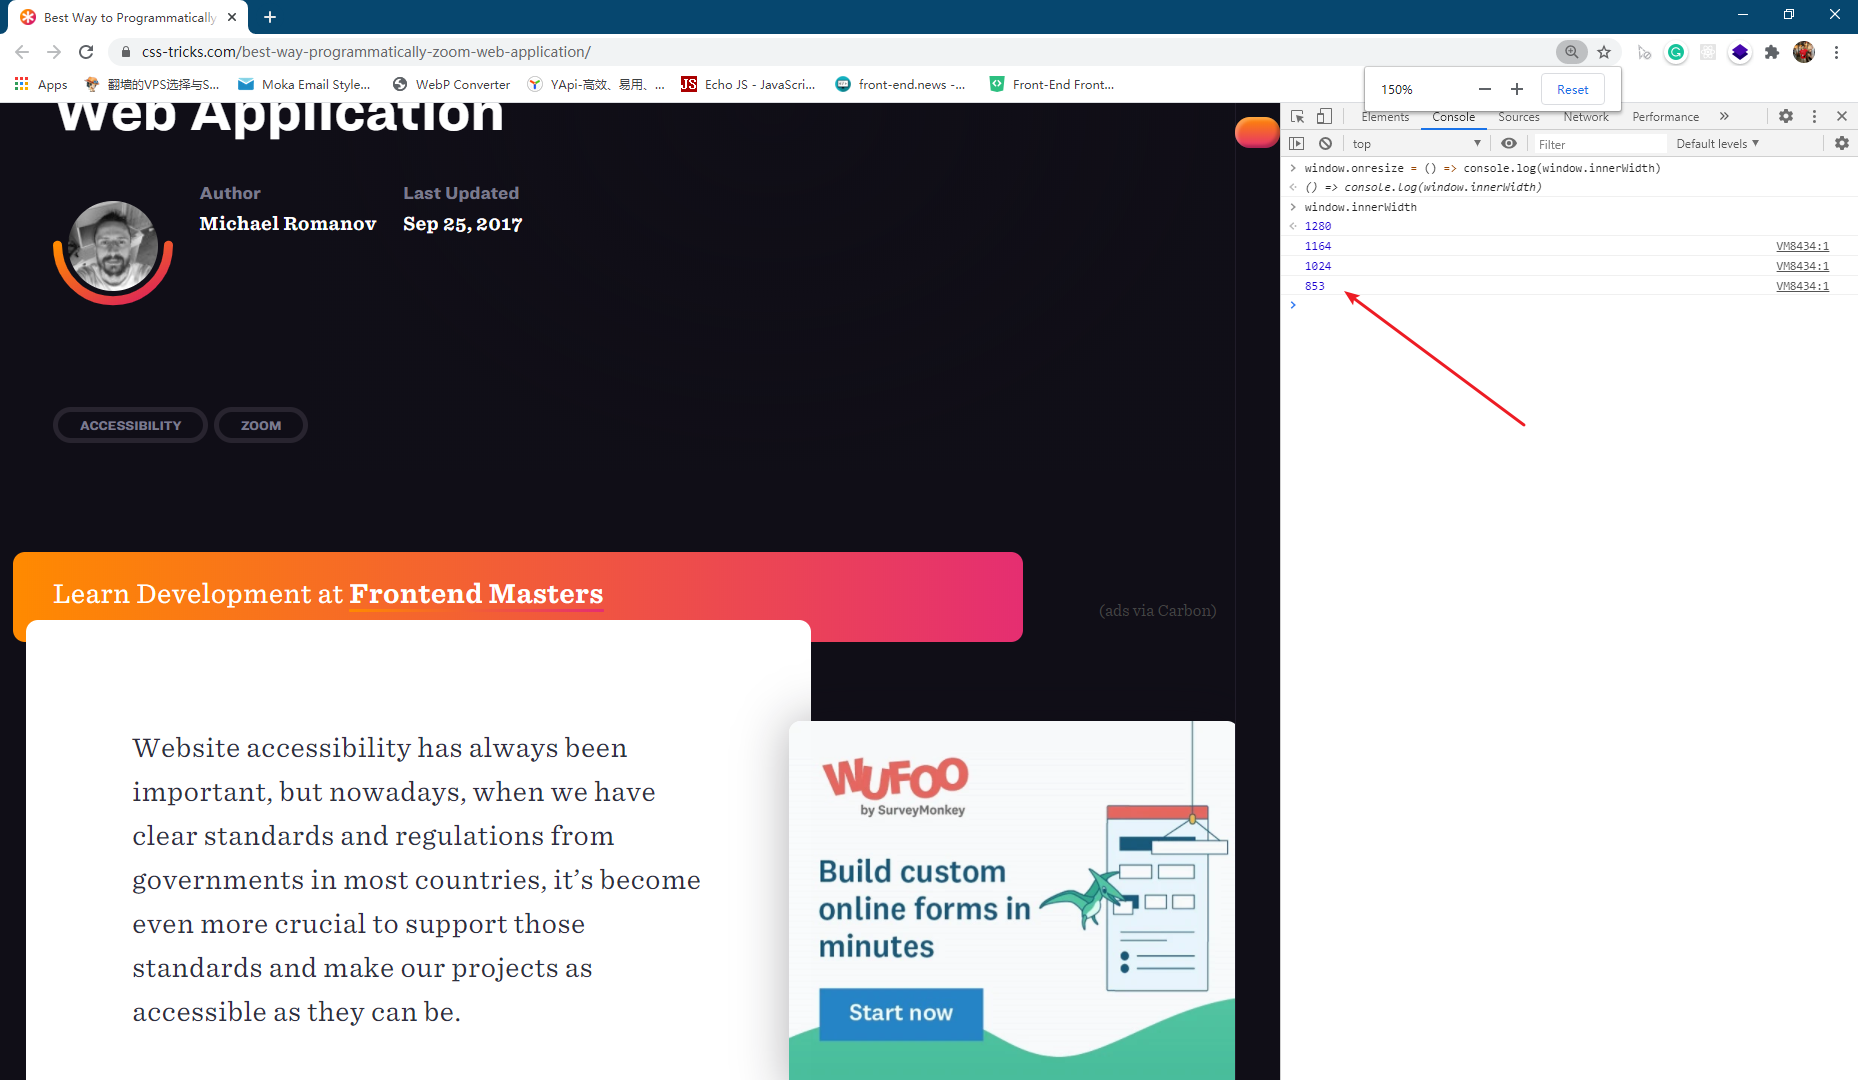 Best Way to Programmatically
css-tricks.com/best-way-programmatically-zoom-web-application/
Apps
翻墙的VPS选择与S...
Moka Email Style...
WebP Converter
YApi-高效、易用、...
JS
Echo JS - JavaScri...
front-end.news -...
Front-End Front...
150%
Reset
Elements
Console
Sources
Network
Performance
top
Filter
Default levels
window.onresize = () => console.log(window.innerWidth)
() => console.log(window.innerWidth)
window.innerWidth
1280
1164 VM8434:1
1024 VM8434:1
853 VM8434:1
Web Application
Author
Michael Romanov
Last Updated
Sep 25, 2017
ACCESSIBILITY
ZOOM
Learn Development at Frontend Masters
(ads via Carbon)
Website accessibility has always been
important, but nowadays, when we have
clear standards and regulations from
governments in most countries, it’s become
even more crucial to support those
standards and make our projects as
accessible as they can be.
WUFOO
by SurveyMonkey
Build custom
online forms in
minutes
Start now